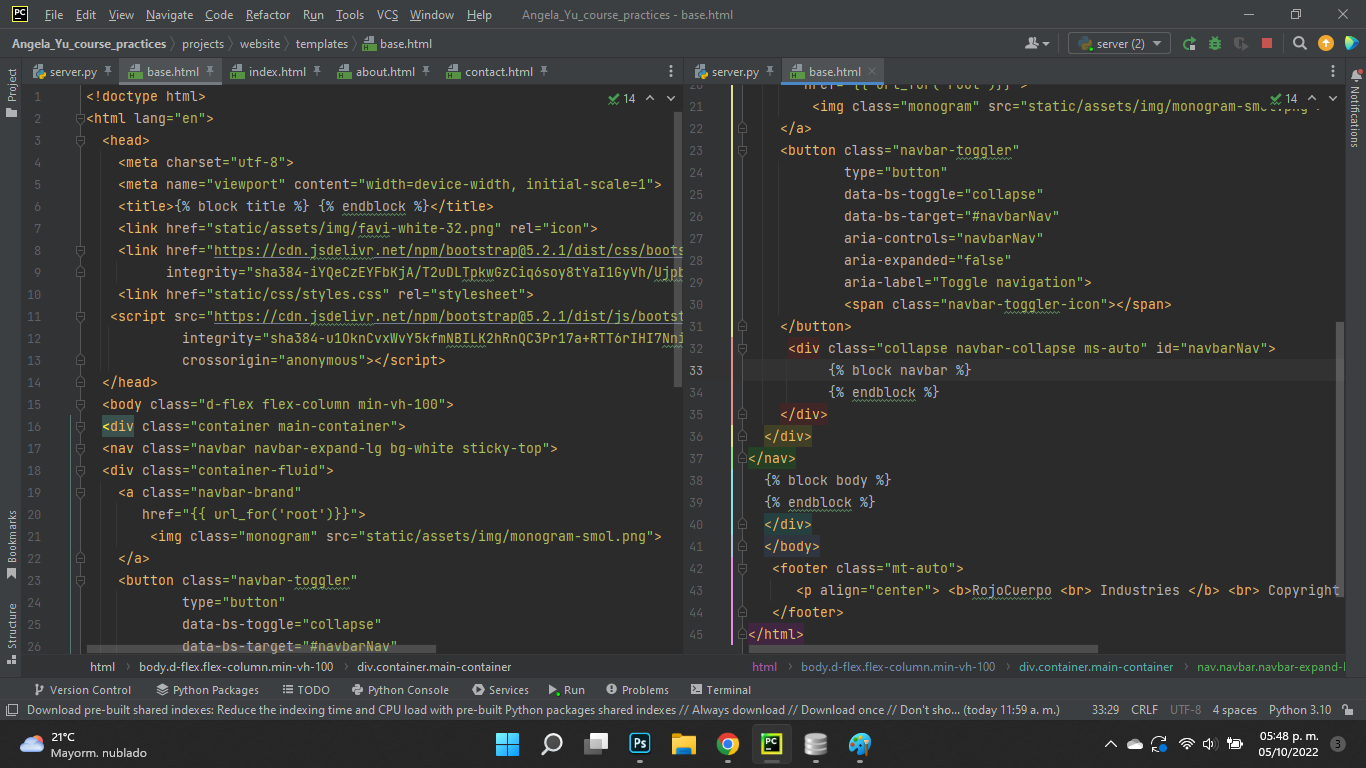 File Edit View Navigate Code Refactor Run Tools VCS Window Help Angela_Yu_course_practices - base.html
Angela_Yu_course_practices projects website templates base.html server (2)
server.py base.html index.html about.html contact.html
server.py base.html
Project
Bookmarks
Structure
Notifications
14
1 <!doctype html>
2 <html lang="en">
3 <head>
4 <meta charset="utf-8">
5 <meta name="viewport" content="width=device-width, initial-scale=1">
6 <title>{% block title %} {% endblock %}</title>
7 <link href="static/assets/img/favi-white-32.png" rel="icon">
8 <link href="https://cdn.jsdelivr.net/npm/bootstrap@5.2.1/dist/css/boots
9 integrity="sha384-iYQeCzEYFbKjA/T2uDLTpkwGzCiq6soy8tYaI1GyVh/Ujpb
10 <link href="static/css/styles.css" rel="stylesheet">
11 <script src="https://cdn.jsdelivr.net/npm/bootstrap@5.2.1/dist/js/boots
12 integrity="sha384-u1OknCvxWvY5kfmNBILK2hRnQC3Pr17a+RTT6rIHI7Nni
13 crossorigin="anonymous"></script>
14 </head>
15 <body class="d-flex flex-column min-vh-100">
16 <div class="container main-container">
17 <nav class="navbar navbar-expand-lg bg-white sticky-top">
18 <div class="container-fluid">
19 <a class="navbar-brand"
20 href="{{ url_for('root')}}">
21 <img class="monogram" src="static/assets/img/monogram-smol.png">
22 </a>
23 <button class="navbar-toggler"
24 type="button"
25 data-bs-toggle="collapse"
26 data-bs-target="#navbarNav"
14
20 href="{{ url_for('root')}}">
21 <img class="monogram" src="static/assets/img/monogram-smol.png"
22 </a>
23 <button class="navbar-toggler"
24 type="button"
25 data-bs-toggle="collapse"
26 data-bs-target="#navbarNav"
27 aria-controls="navbarNav"
28 aria-expanded="false"
29 aria-label="Toggle navigation">
30 <span class="navbar-toggler-icon"></span>
31 </button>
32 <div class="collapse navbar-collapse ms-auto" id="navbarNav">
33 {% block navbar %}
34 {% endblock %}
35 </div>
36 </div>
37 </nav>
38 {% block body %}
39 {% endblock %}
40 </div>
41 </body>
42 <footer class="mt-auto">
43 <p align="center"> <b>RojoCuerpo <br> Industries </b> <br> Copyright
44 </footer>
45 </html>
html body.d-flex.flex-column.min-vh-100 div.container.main-container
html body.d-flex.flex-column.min-vh-100 div.container.main-container nav.navbar.navbar-expand-l
Version Control Python Packages TODO Python Console Services Run Problems Terminal
Download pre-built shared indexes: Reduce the indexing time and CPU load with pre-built Python packages shared indexes // Always download // Download once // Don't sho... (today 11:59 a. m.) 33:29 CRLF UTF-8 4 spaces Python 3.10
21°C
Mayorm. nublado
05:48 p. m.
05/10/2022
3